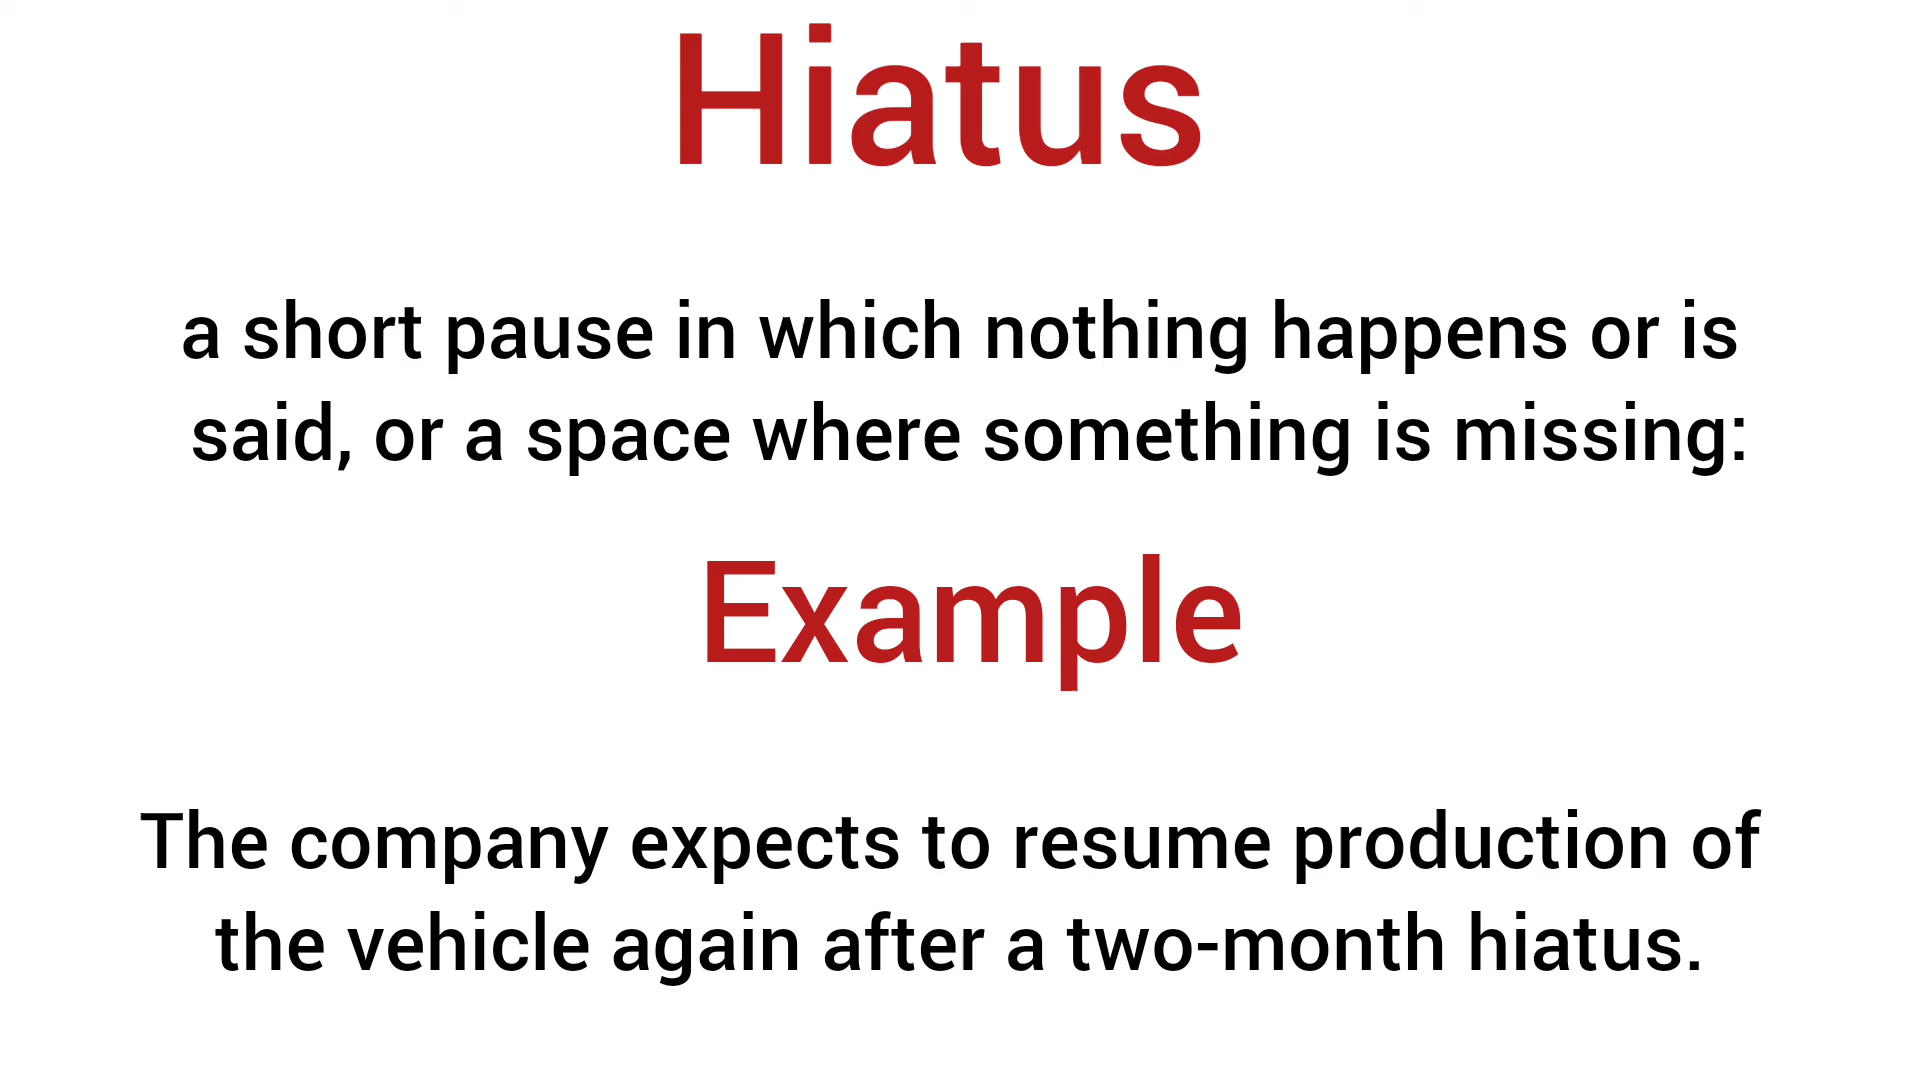 Hiatus
a short pause in which nothing happens or is
said, or a space where something is missing:
Example
The company expects to resume production of
the vehicle again after a two-month hiatus.